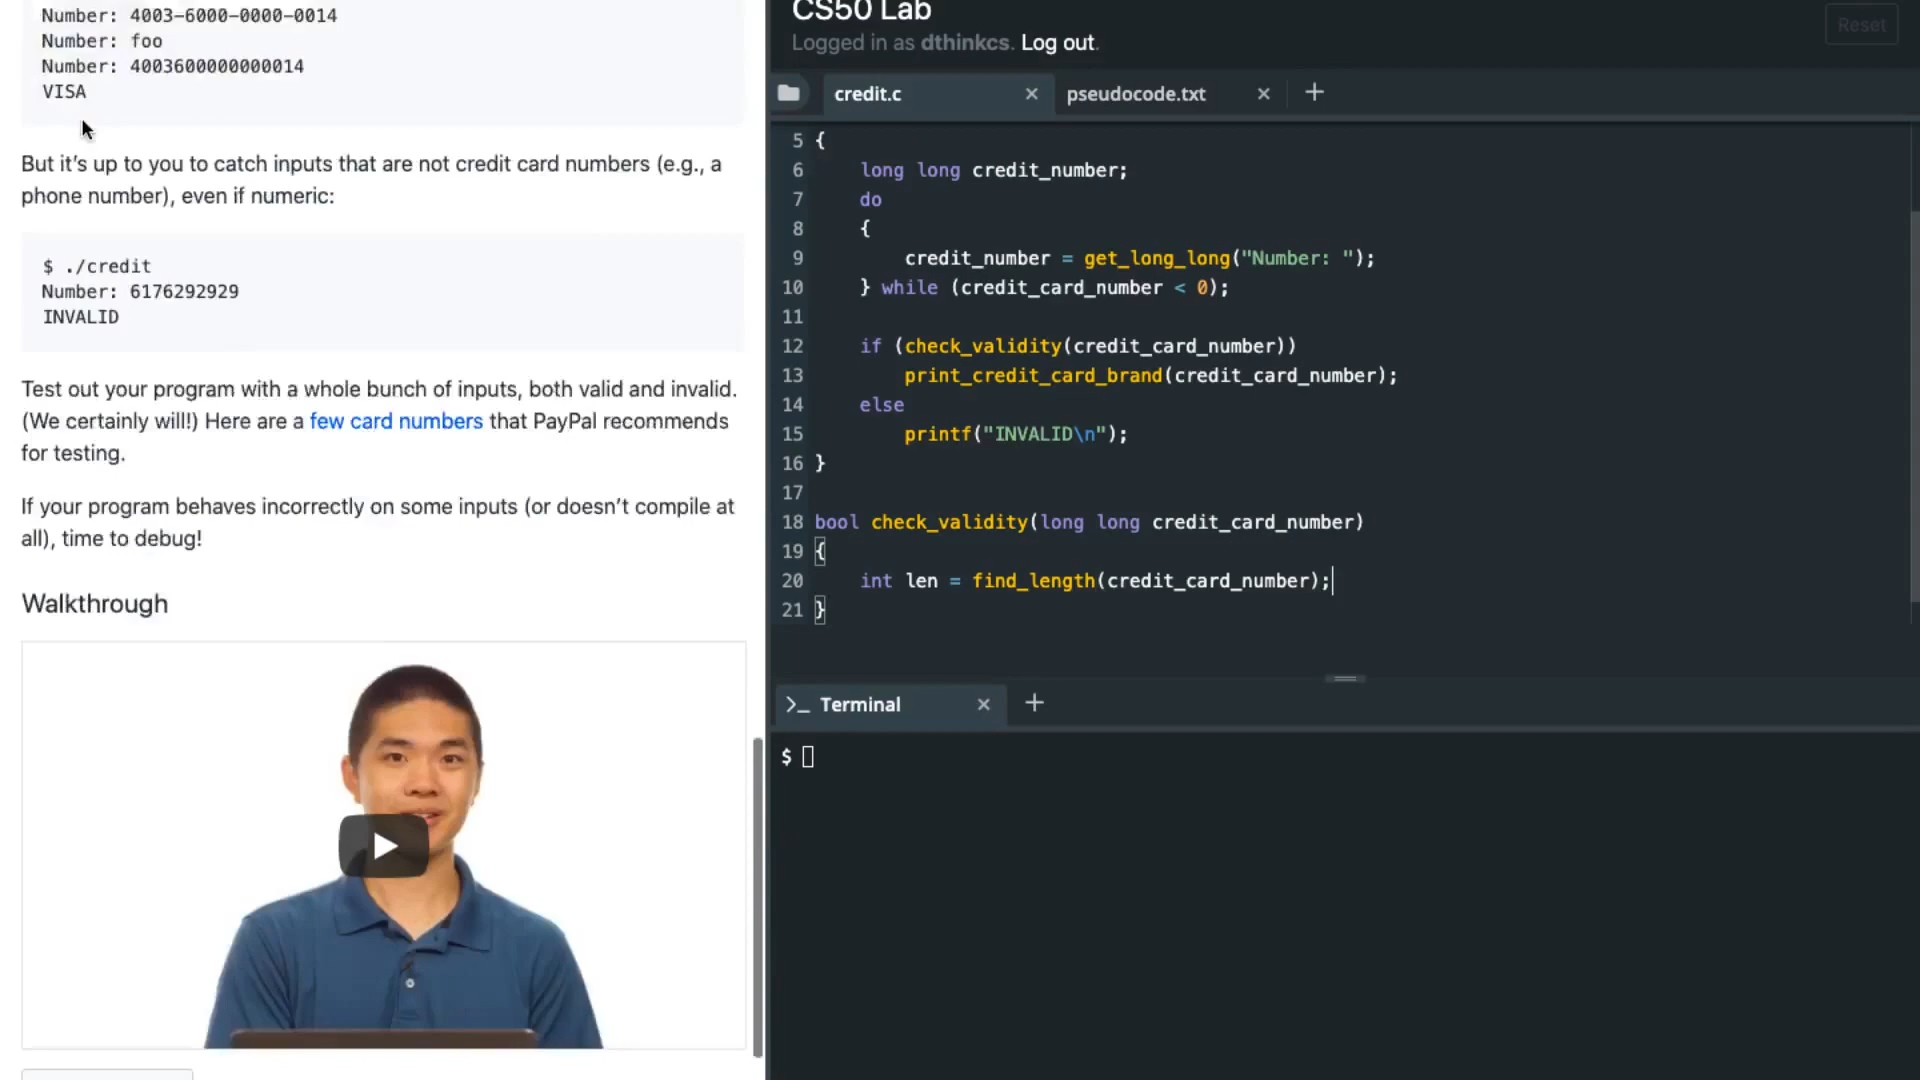 Number: 4003-6000-0000-0014
Number: foo
Number: 4003600000000014
VISA
But it’s up to you to catch inputs that are not credit card numbers (e.g., a
phone number), even if numeric:
$ ./credit
Number: 6176292929
INVALID
Test out your program with a whole bunch of inputs, both valid and invalid.
(We certainly will!) Here are a few card numbers that PayPal recommends
for testing.
If your program behaves incorrectly on some inputs (or doesn’t compile at
all), time to debug!
Walkthrough
CS50 Lab
Logged in as dthinkcs. Log out.
Reset
credit.c × pseudocode.txt × +
5 {
6     long long credit_number;
7     do
8     {
9         credit_number = get_long_long("Number: ");
10     } while (credit_card_number < 0);
11
12     if (check_validity(credit_card_number))
13         print_credit_card_brand(credit_card_number);
14     else
15         printf("INVALID\n");
16 }
17
18 bool check_validity(long long credit_card_number)
19 {
20     int len = find_length(credit_card_number);
21 }
>_ Terminal × +
$